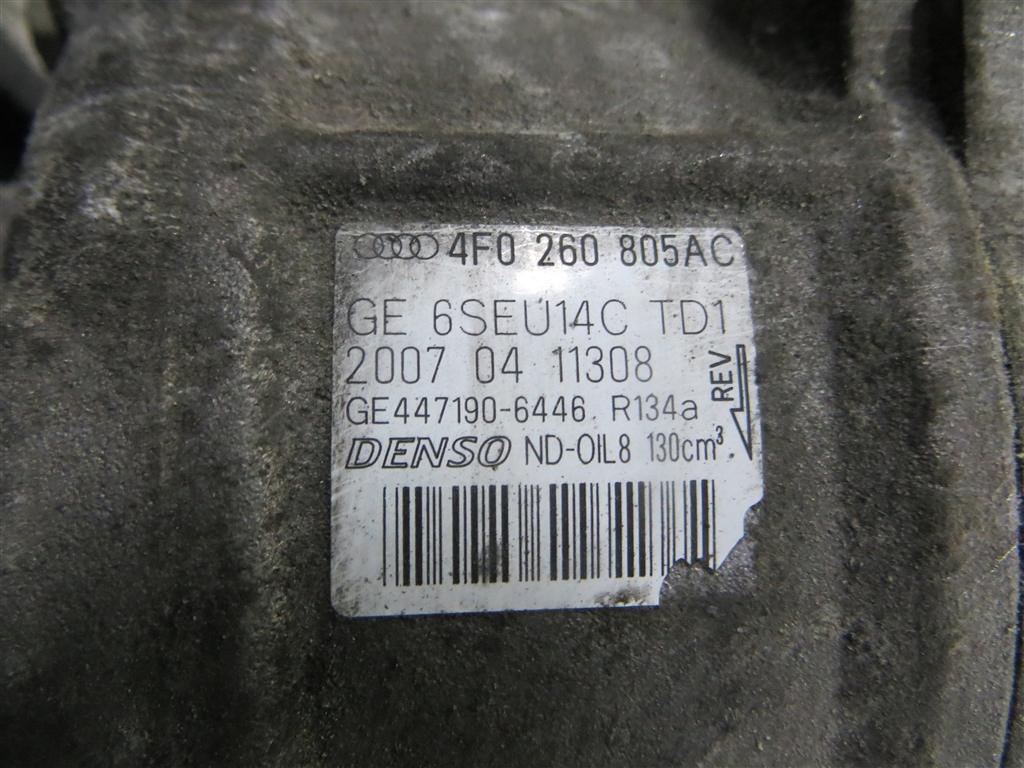 4F0 260 805AC
GE 6SEU14C TD1
2007 04 11308
GE447190-6446 R134a
REV
DENSO ND-OIL8 130cm³